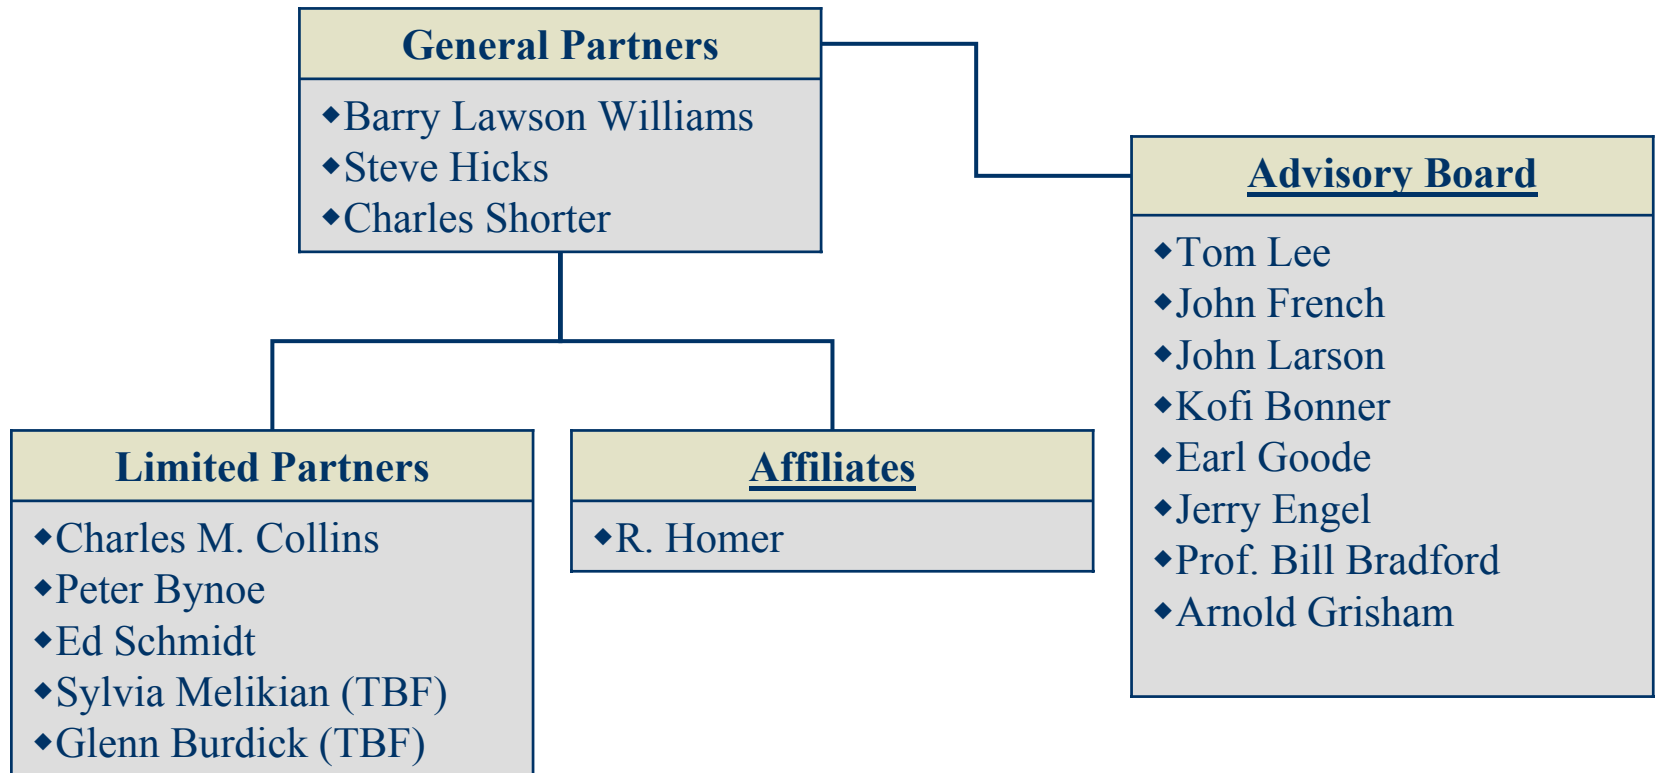 General Partners
◆Barry Lawson Williams
◆Steve Hicks
◆Charles Shorter
Advisory Board
◆Tom Lee
◆John French
◆John Larson
◆Kofi Bonner
◆Earl Goode
◆Jerry Engel
◆Prof. Bill Bradford
◆Arnold Grisham
Limited Partners
◆Charles M. Collins
◆Peter Bynoe
◆Ed Schmidt
◆Sylvia Melikian (TBF)
◆Glenn Burdick (TBF)
Affiliates
◆R. Homer